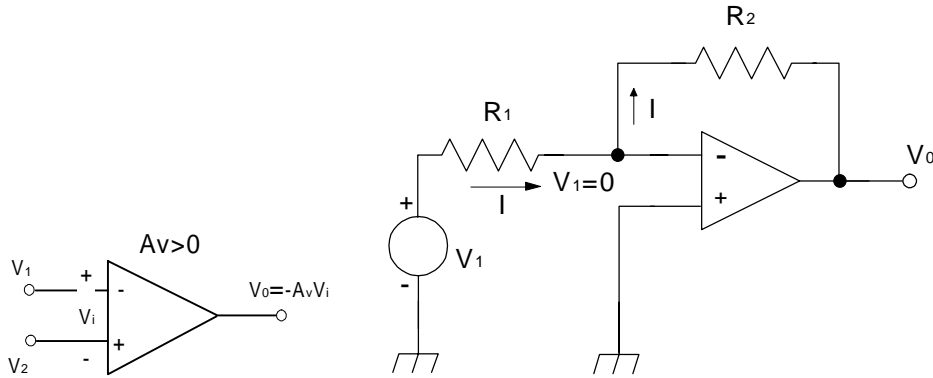 Av>0
V1
+
-
V0=-AvVi
Vi
V2
-
+
R2
R1
I
I
V1=0
-
+
V0
+
V1
-